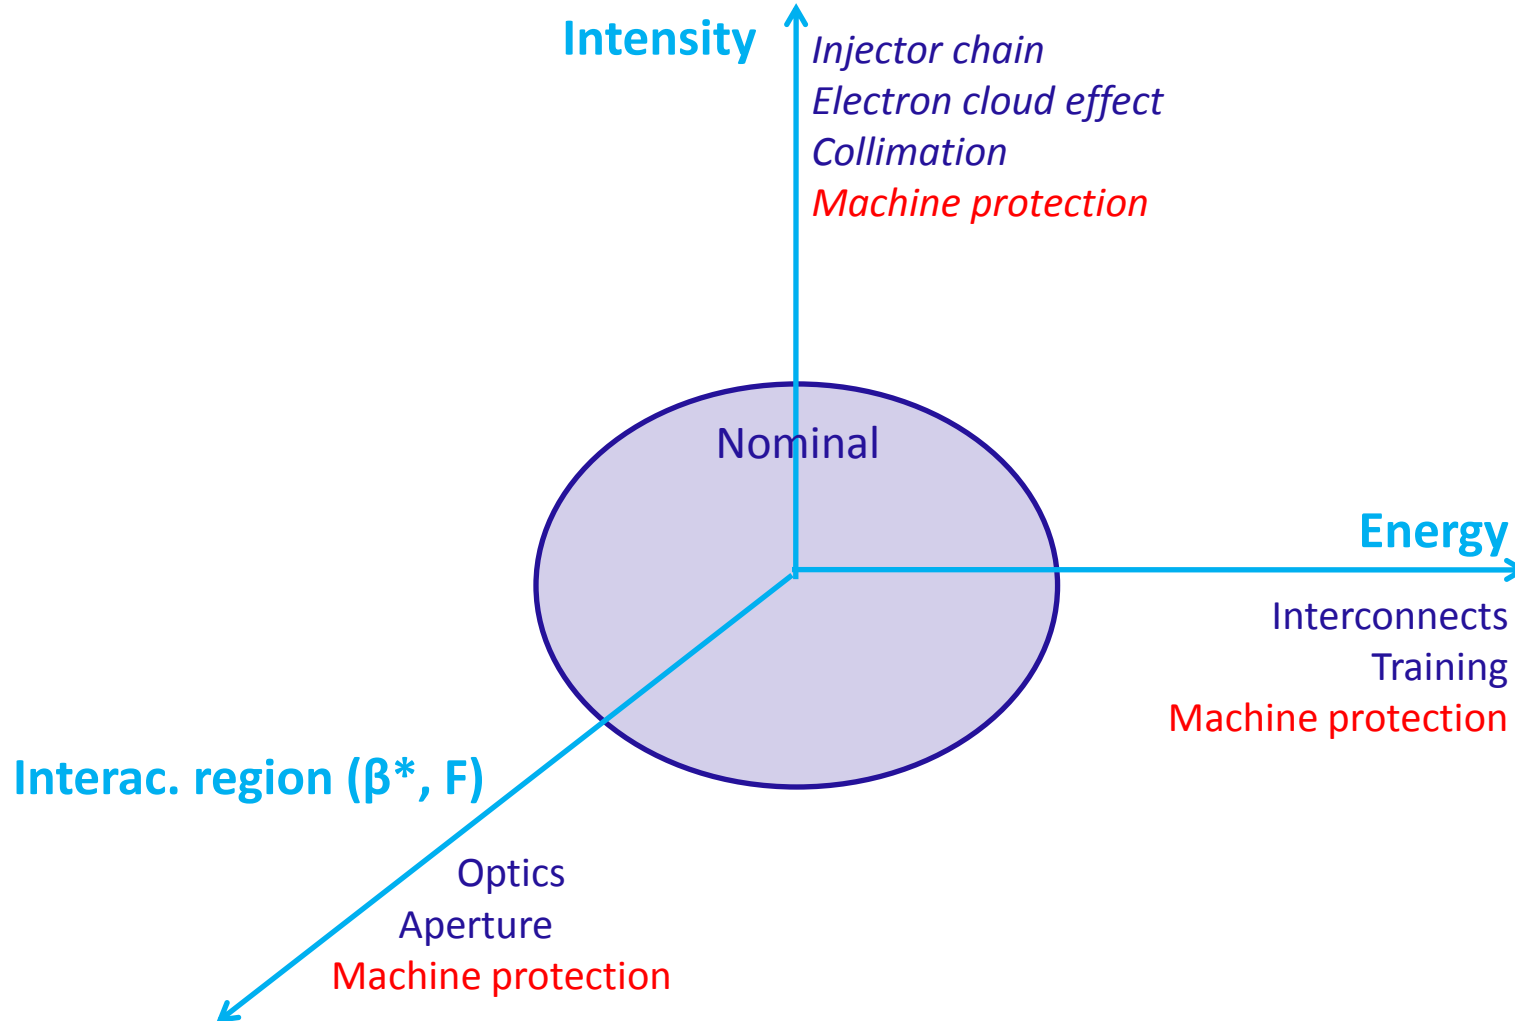 Intensity
Injector chain
Electron cloud effect
Collimation
Machine protection
Nominal
Energy
Interconnects
Training
Machine protection
Interac. region (β*, F)
Optics
Aperture
Machine protection